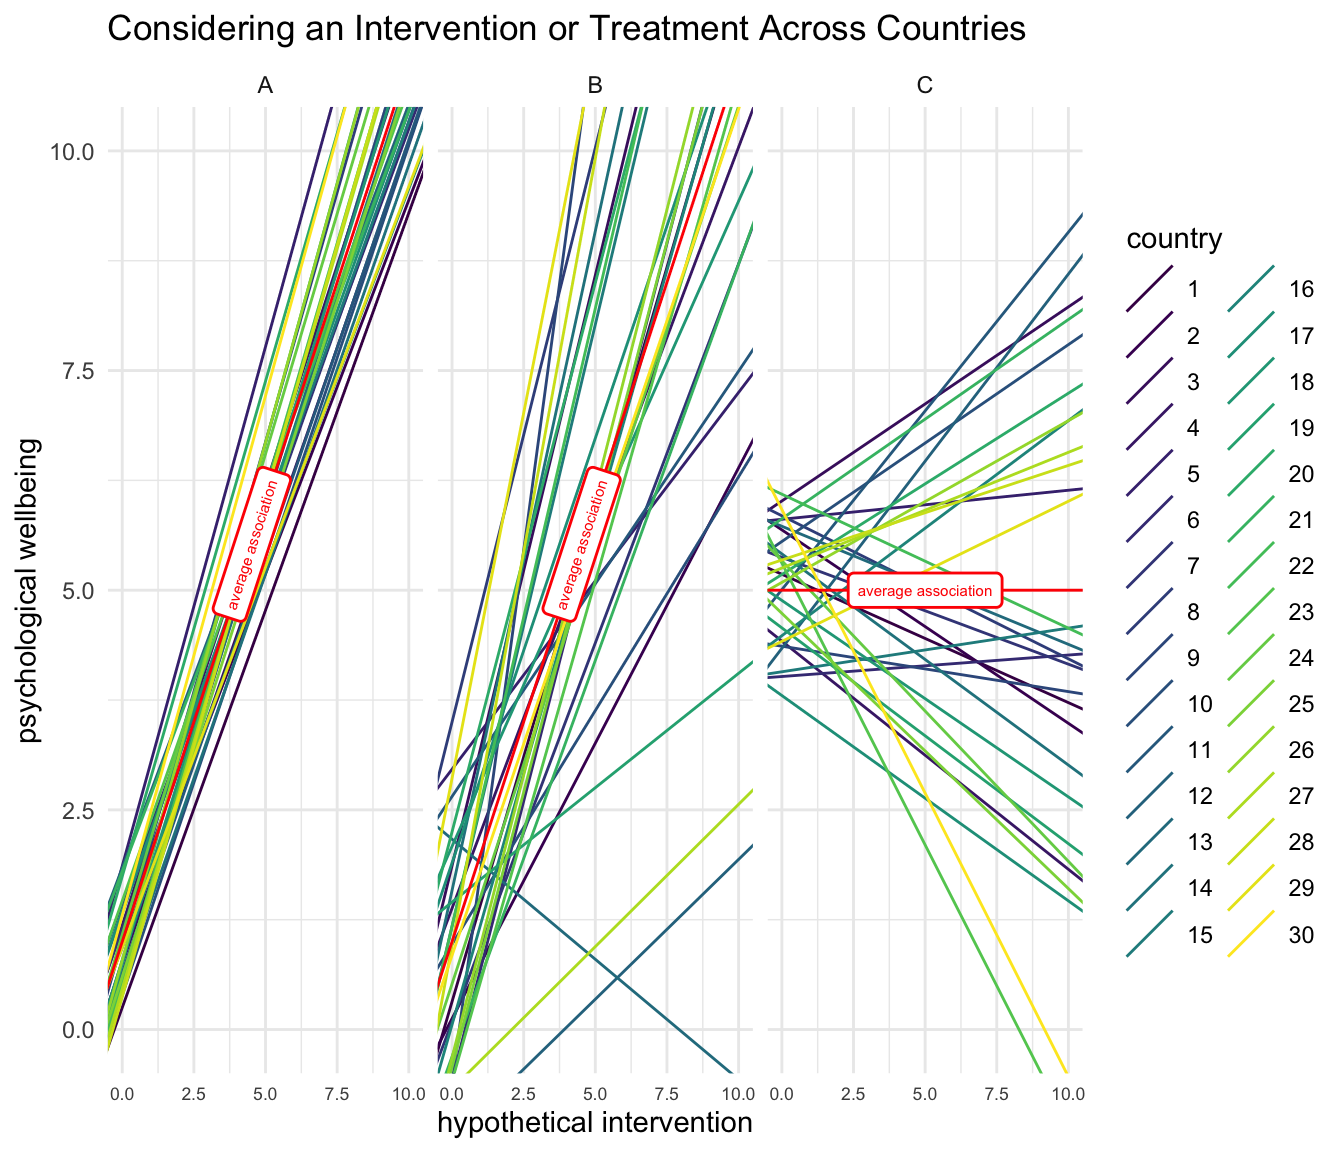 Considering an Intervention or Treatment Across Countries
A B C
10.0
7.5
5.0
2.5
0.0
psychological wellbeing
average association
average association
average association
0.0 2.5 5.0 7.5 10.0 0.0 2.5 5.0 7.5 10.0 0.0 2.5 5.0 7.5 10.0
hypothetical intervention
country
1 16
2 17
3 18
4 19
5 20
6 21
7 22
8 23
9 24
10 25
11 26
12 27
13 28
14 29
15 30